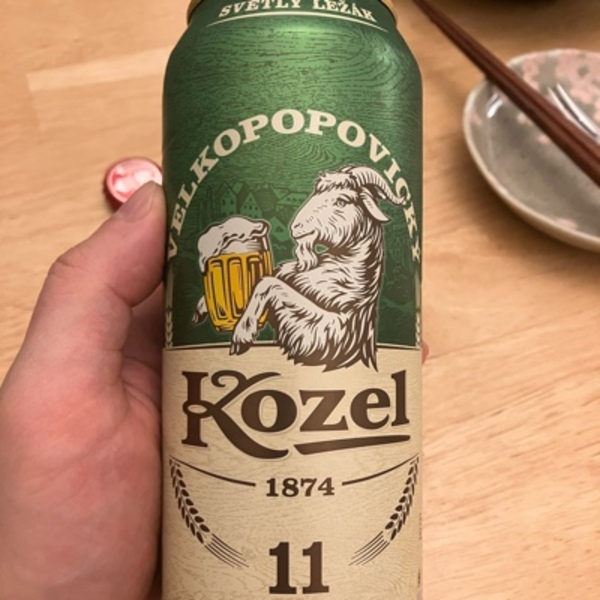 SVĚTLÝ LEŽÁK
VELKOPOPOVICKÝ
Kozel
1874
11